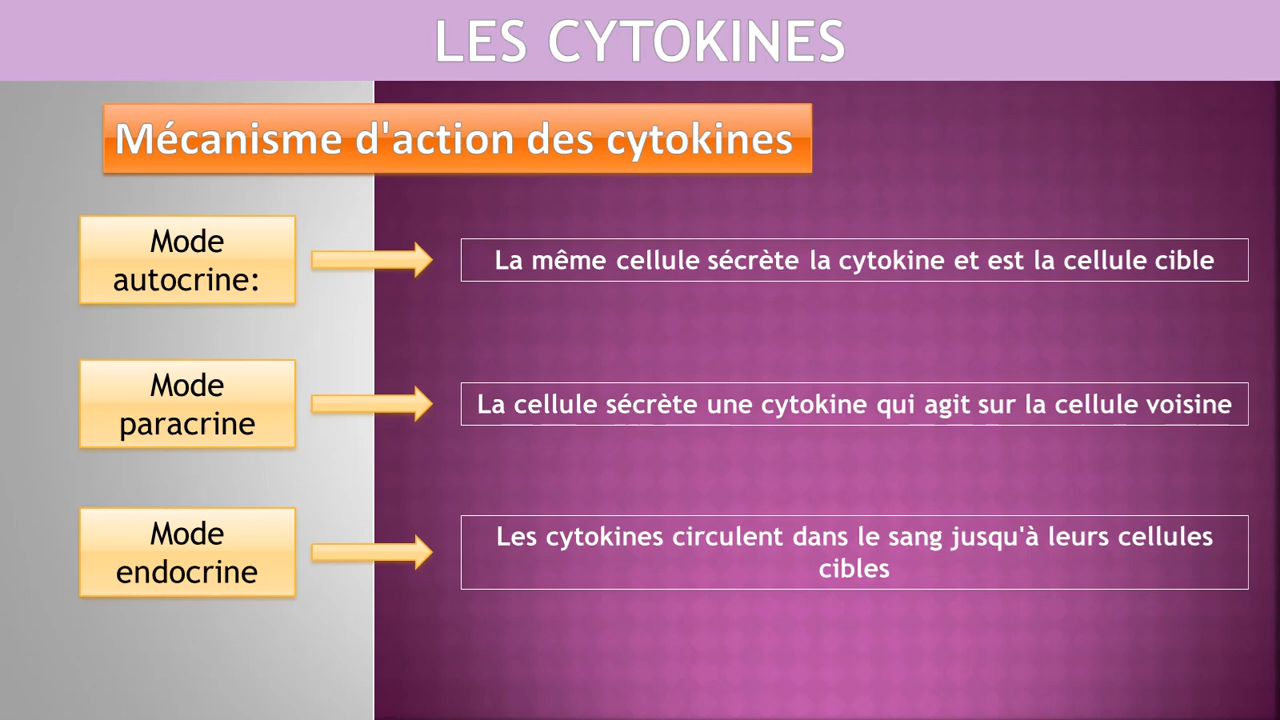 LES CYTOKINES
Mécanisme d'action des cytokines
Mode
autocrine:
La même cellule sécrète la cytokine et est la cellule cible
Mode
paracrine
La cellule sécrète une cytokine qui agit sur la cellule voisine
Mode
endocrine
Les cytokines circulent dans le sang jusqu'à leurs cellules
cibles